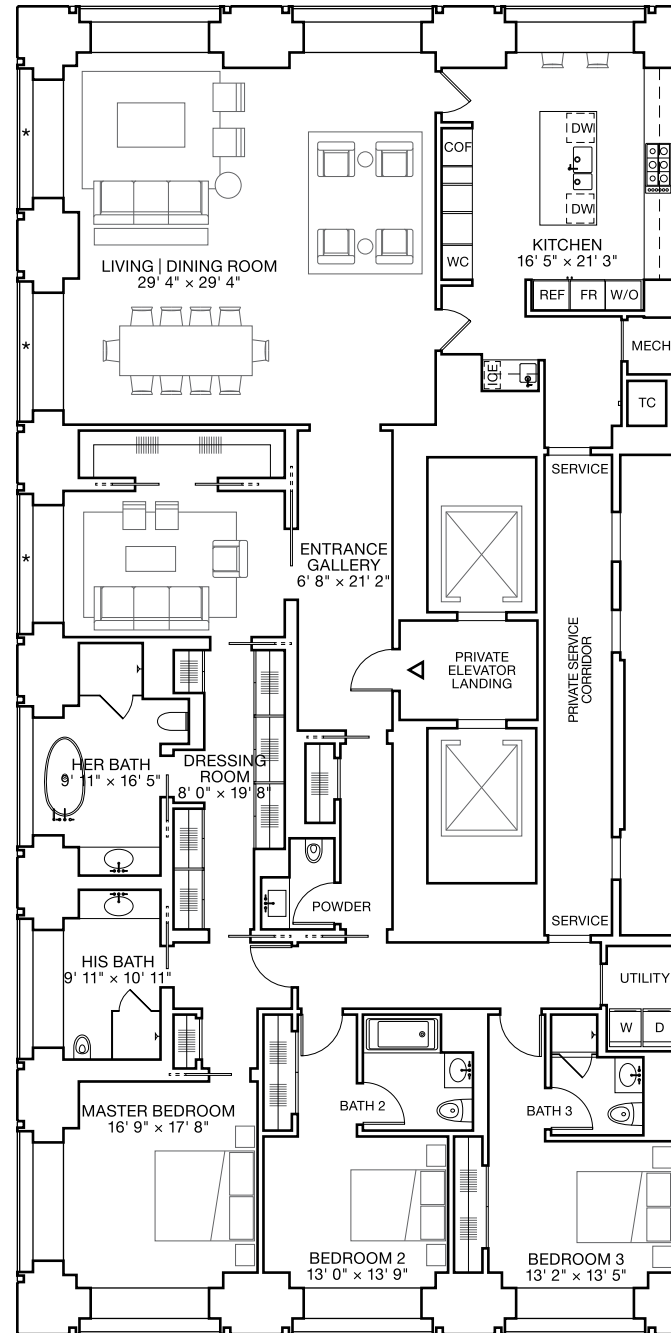 *
DW
COF
DW
KITCHEN
16' 5" × 21' 3"
WC
LIVING | DINING ROOM
29' 4" × 29' 4"
REF
FR
W/O
*
MECH
ICE
TC
SERVICE
*
ENTRANCE
GALLERY
6' 8" × 21' 2"
PRIVATE
ELEVATOR
LANDING
PRIVATE SERVICE
CORRIDOR
HER BATH
9' 11" × 16' 5"
DRESSING
ROOM
8' 0" × 19' 8"
POWDER
SERVICE
HIS BATH
9' 11" × 10' 11"
UTILITY
W
D
MASTER BEDROOM
16' 9" × 17' 8"
BATH 2
BATH 3
BEDROOM 2
13' 0" × 13' 9"
BEDROOM 3
13' 2" × 13' 5"